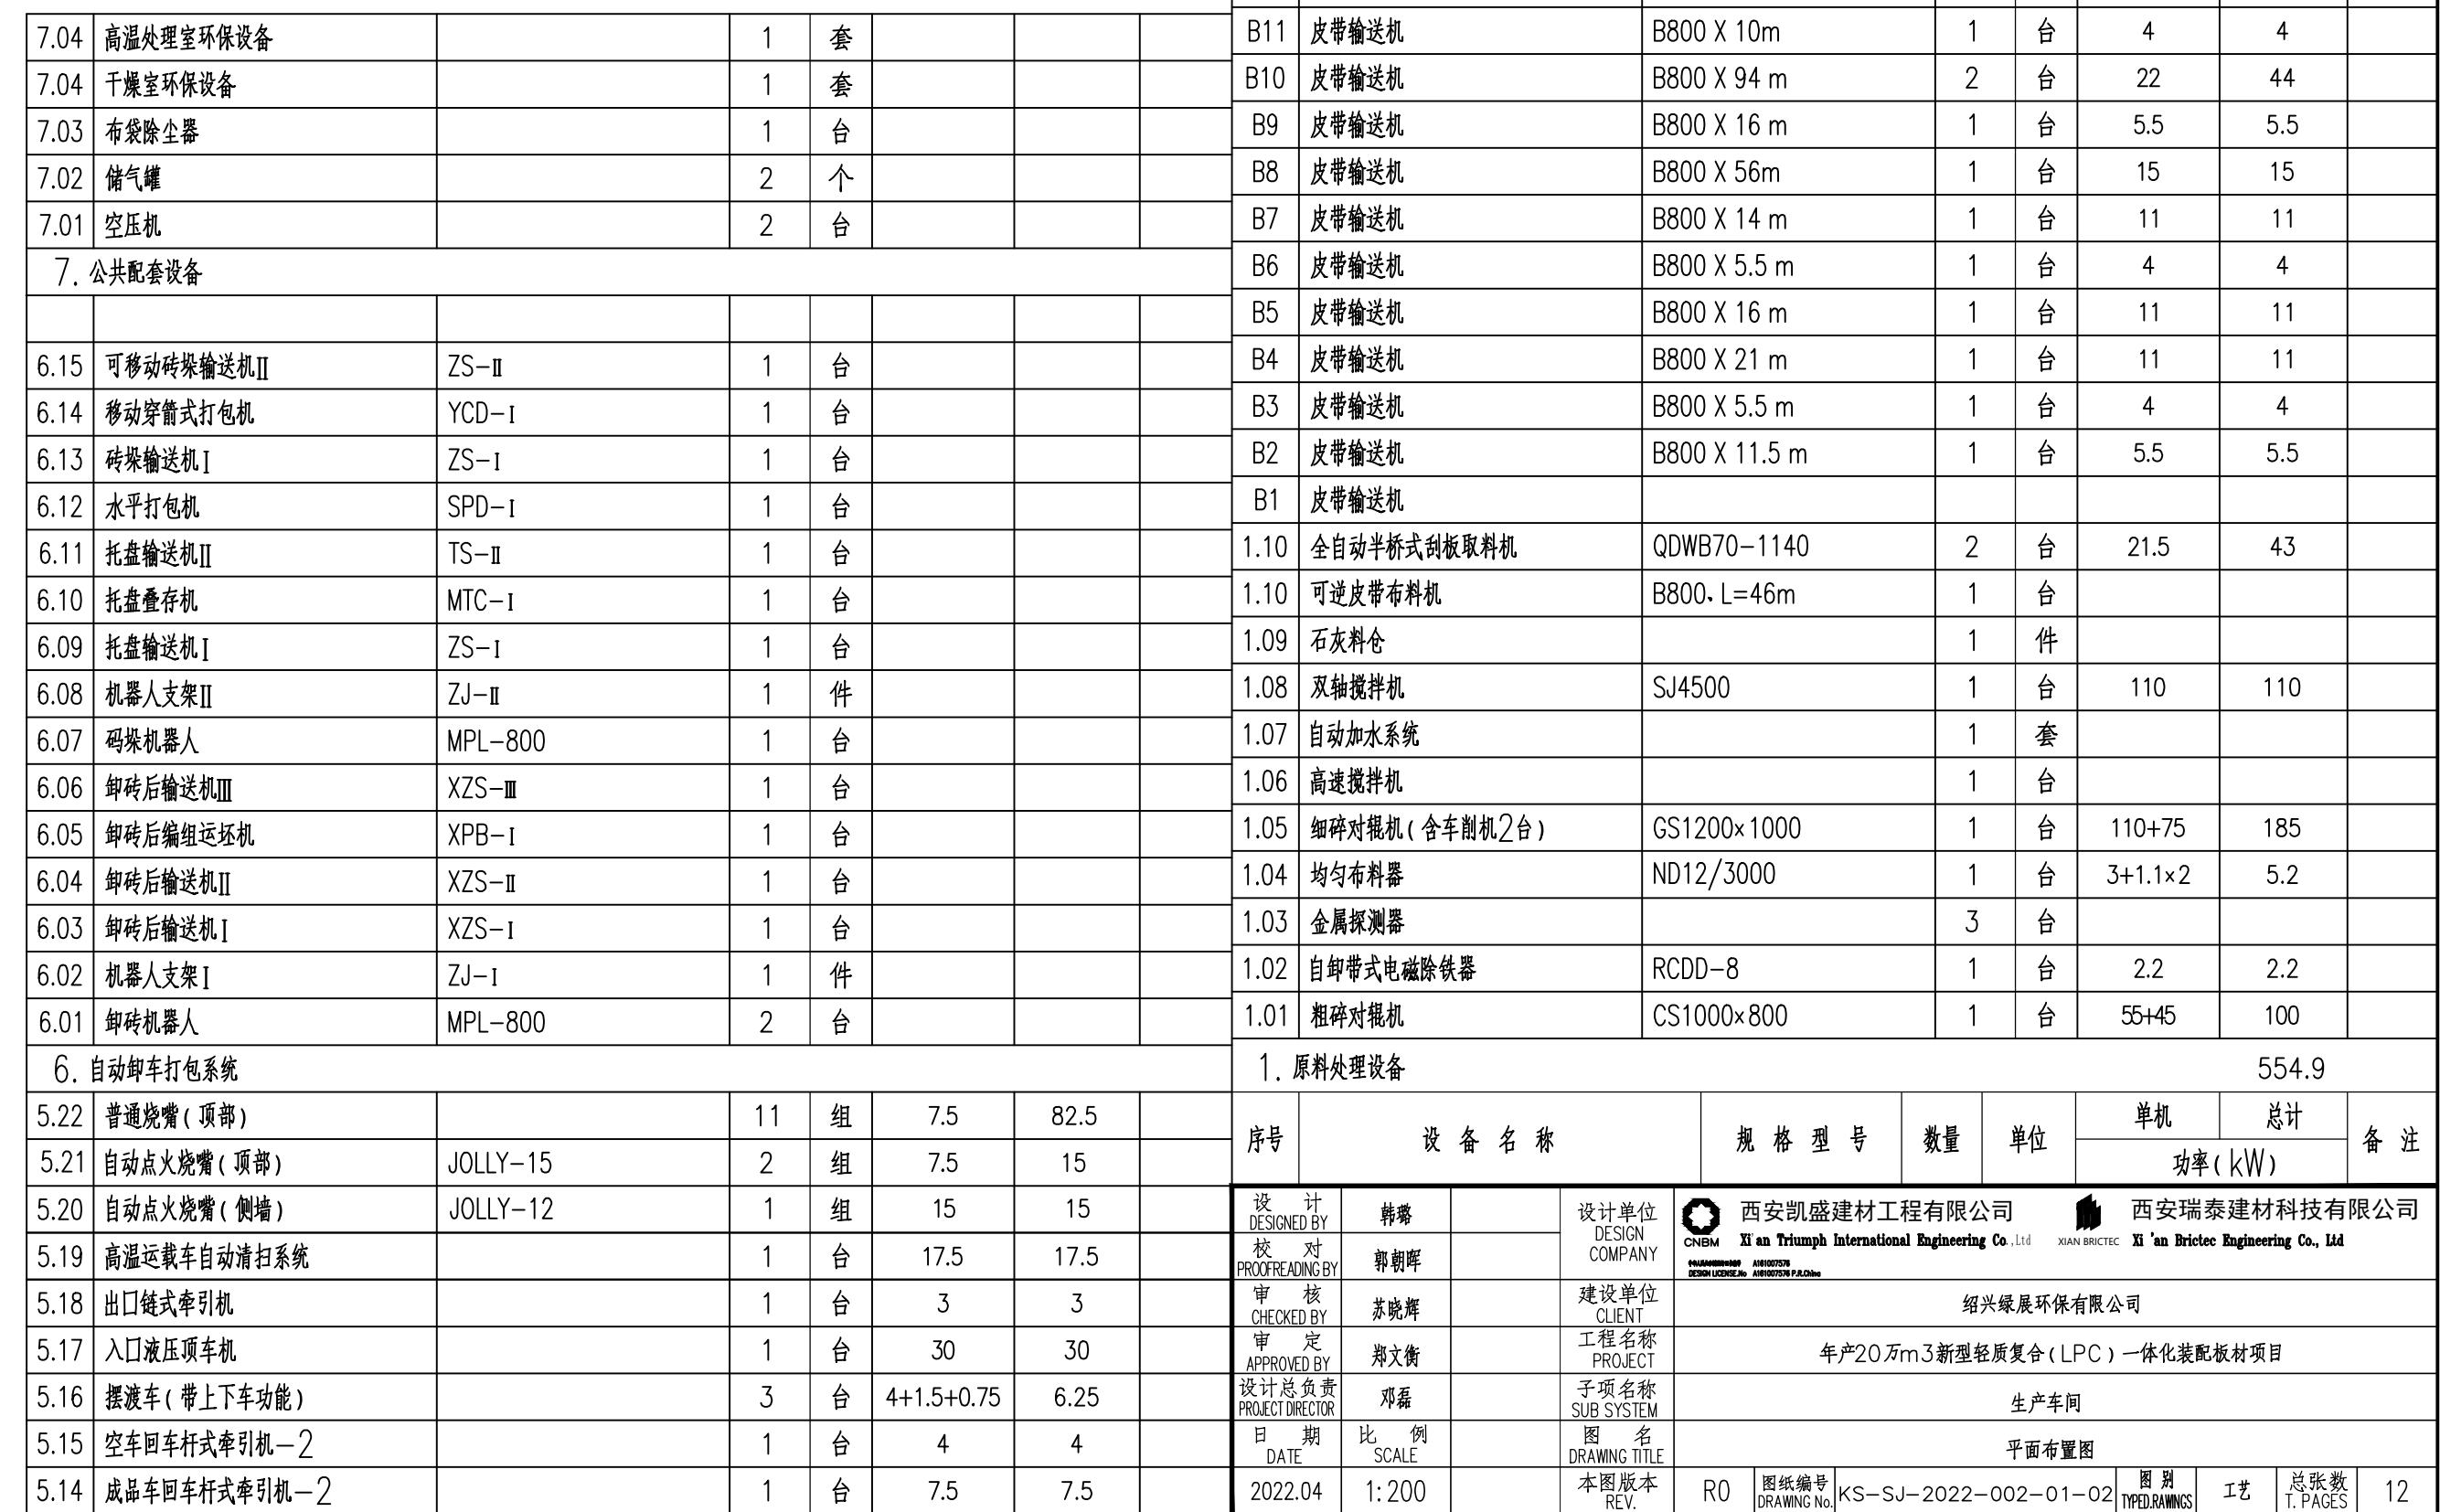 7.04 高温处理室环保设备 1 套
7.04 干燥室环保设备 1 套
7.03 布袋除尘器 1 台
7.02 储气罐 2 个
7.01 空压机 2 台
7. 公共配套设备
6.15 可移动砖垛输送机Ⅱ ZS-Ⅱ 1 台
6.14 移动穿箭式打包机 YCD-Ⅰ 1 台
6.13 砖垛输送机Ⅰ ZS-Ⅰ 1 台
6.12 水平打包机 SPD-Ⅰ 1 台
6.11 托盘输送机Ⅱ TS-Ⅱ 1 台
6.10 托盘叠存机 MTC-Ⅰ 1 台
6.09 托盘输送机Ⅰ ZS-Ⅰ 1 台
6.08 机器人支架Ⅱ ZJ-Ⅱ 1 件
6.07 码垛机器人 MPL-800 1 台
6.06 卸砖后输送机Ⅲ XZS-Ⅲ 1 台
6.05 卸砖后编组运坯机 XPB-Ⅰ 1 台
6.04 卸砖后输送机Ⅱ XZS-Ⅱ 1 台
6.03 卸砖后输送机Ⅰ XZS-Ⅰ 1 台
6.02 机器人支架Ⅰ ZJ-Ⅰ 1 件
6.01 卸砖机器人 MPL-800 2 台
6. 自动卸车打包系统
5.22 普通烧嘴(顶部) 11 组 7.5 82.5
5.21 自动点火烧嘴(顶部) JOLLY-15 2 组 7.5 15
5.20 自动点火烧嘴(侧墙) JOLLY-12 1 组 15 15
5.19 高温运载车自动清扫系统 1 台 17.5 17.5
5.18 出口链式牵引机 1 台 3 3
5.17 入口液压顶车机 1 台 30 30
5.16 摆渡车(带上下车功能) 3 台 4+1.5+0.75 6.25
5.15 空车回车杆式牵引机-2 1 台 4 4
5.14 成品车回车杆式牵引机-2 1 台 7.5 7.5
B11 皮带输送机 B800 X 10m 1 台 4 4
B10 皮带输送机 B800 X 94 m 2 台 22 44
B9 皮带输送机 B800 X 16 m 1 台 5.5 5.5
B8 皮带输送机 B800 X 56m 1 台 15 15
B7 皮带输送机 B800 X 14 m 1 台 11 11
B6 皮带输送机 B800 X 5.5 m 1 台 4 4
B5 皮带输送机 B800 X 16 m 1 台 11 11
B4 皮带输送机 B800 X 21 m 1 台 11 11
B3 皮带输送机 B800 X 5.5 m 1 台 4 4
B2 皮带输送机 B800 X 11.5 m 1 台 5.5 5.5
B1 皮带输送机
1.10 全自动半桥式刮板取料机 QDWB70-1140 2 台 21.5 43
1.10 可逆皮带布料机 B800、L=46m 1 台
1.09 石灰料仓 1 件
1.08 双轴搅拌机 SJ4500 1 台 110 110
1.07 自动加水系统 1 套
1.06 高速搅拌机 1 台
1.05 细碎对辊机(含车削机2台) GS1200×1000 1 台 110+75 185
1.04 均匀布料器 ND12/3000 1 台 3+1.1×2 5.2
1.03 金属探测器 3 台
1.02 自卸带式电磁除铁器 RCDD-8 1 台 2.2 2.2
1.01 粗碎对辊机 CS1000×800 1 台 55+45 100
1. 原料处理设备 554.9
序号 设备名称 规格型号 数量 单位 单机 总计 备注
功率(kW)
设计 DESIGNED BY 韩璐
校对 PROOFREADING BY 郭朝晖
审核 CHECKED BY 苏晓辉
审定 APPROVED BY 郑文衡
设计总负责 PROJECT DIRECTOR 邓磊
日期 DATE 比例 SCALE
2022.04 1:200
设计单位 DESIGN COMPANY
CNBM 西安凯盛建材工程有限公司
Xi'an Triumph International Engineering Co.,Ltd
A161007576
DESIGN LICENSE.No A161007576 P.R.China
XIAN BRICTEC 西安瑞泰建材科技有限公司
Xi 'an Brictec Engineering Co., Ltd
建设单位 CLIENT 绍兴绿展环保有限公司
工程名称 PROJECT 年产20万m3新型轻质复合(LPC)一体化装配板材项目
子项名称 SUB SYSTEM 生产车间
图名 DRAWING TITLE 平面布置图
本图版本 REV. R0 图纸编号 DRAWING No. KS-SJ-2022-002-01-02 图别 TYPED.RAWINGS 工艺 总张数 T. PAGES 12